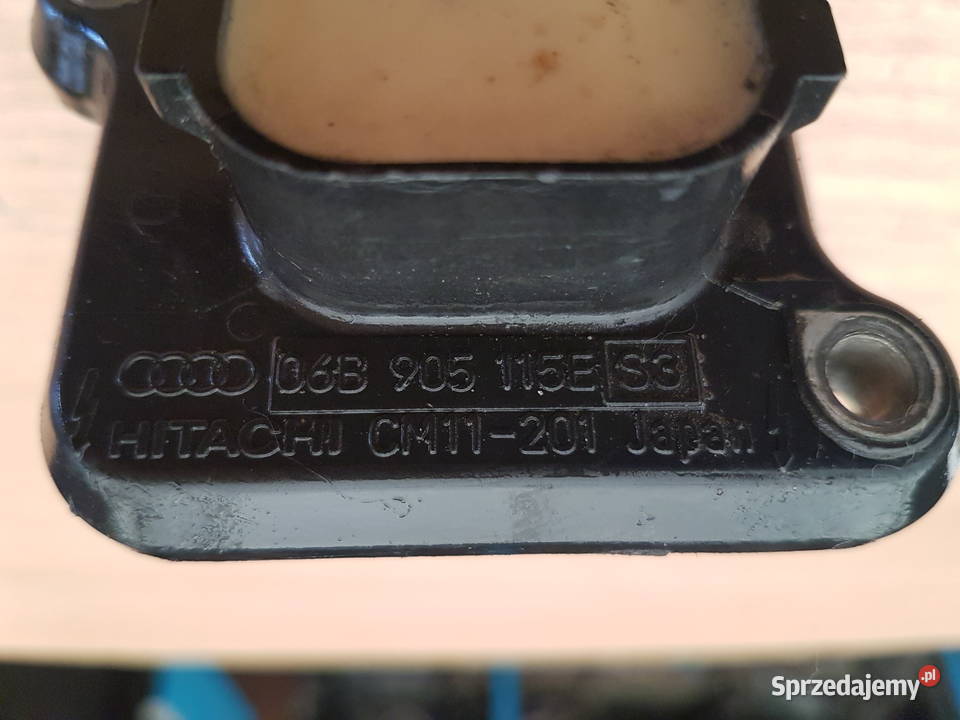 06B 905 115E S3
HITACHI CM11-201 Japan
Sprzedajemy.pl